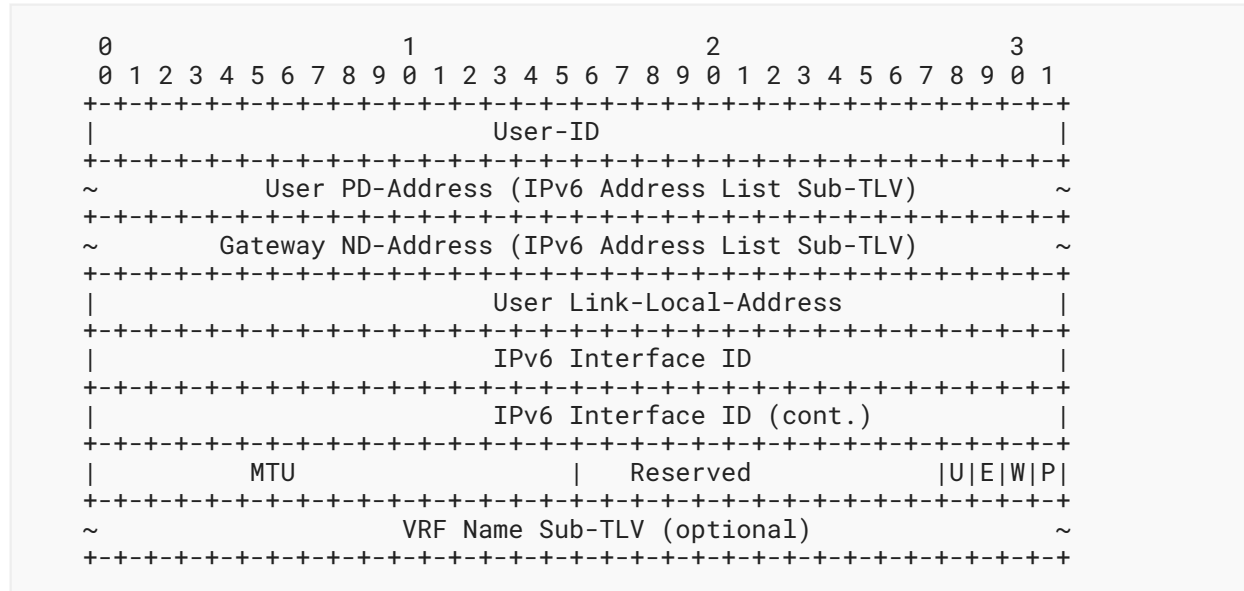 0                   1                   2                   3
 0 1 2 3 4 5 6 7 8 9 0 1 2 3 4 5 6 7 8 9 0 1 2 3 4 5 6 7 8 9 0 1
+-+-+-+-+-+-+-+-+-+-+-+-+-+-+-+-+-+-+-+-+-+-+-+-+-+-+-+-+-+-+-+-+
|                          User-ID                              |
+-+-+-+-+-+-+-+-+-+-+-+-+-+-+-+-+-+-+-+-+-+-+-+-+-+-+-+-+-+-+-+-+
~           User PD-Address (IPv6 Address List Sub-TLV)         ~
+-+-+-+-+-+-+-+-+-+-+-+-+-+-+-+-+-+-+-+-+-+-+-+-+-+-+-+-+-+-+-+-+
~        Gateway ND-Address (IPv6 Address List Sub-TLV)         ~
+-+-+-+-+-+-+-+-+-+-+-+-+-+-+-+-+-+-+-+-+-+-+-+-+-+-+-+-+-+-+-+-+
|                          User Link-Local-Address              |
+-+-+-+-+-+-+-+-+-+-+-+-+-+-+-+-+-+-+-+-+-+-+-+-+-+-+-+-+-+-+-+-+
|                          IPv6 Interface ID                    |
+-+-+-+-+-+-+-+-+-+-+-+-+-+-+-+-+-+-+-+-+-+-+-+-+-+-+-+-+-+-+-+-+
|                          IPv6 Interface ID (cont.)            |
+-+-+-+-+-+-+-+-+-+-+-+-+-+-+-+-+-+-+-+-+-+-+-+-+-+-+-+-+-+-+-+-+
|          MTU                  |   Reserved            |U|E|W|P|
+-+-+-+-+-+-+-+-+-+-+-+-+-+-+-+-+-+-+-+-+-+-+-+-+-+-+-+-+-+-+-+-+
~                    VRF Name Sub-TLV (optional)                ~
+-+-+-+-+-+-+-+-+-+-+-+-+-+-+-+-+-+-+-+-+-+-+-+-+-+-+-+-+-+-+-+-+